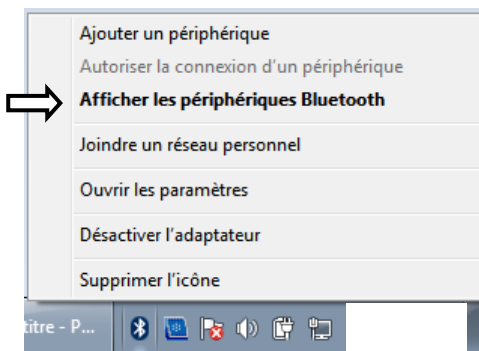 Ajouter un périphérique
Autoriser la connexion d'un périphérique
Afficher les périphériques Bluetooth
Joindre un réseau personnel
Ouvrir les paramètres
Désactiver l'adaptateur
Supprimer l'icône
titre - P...